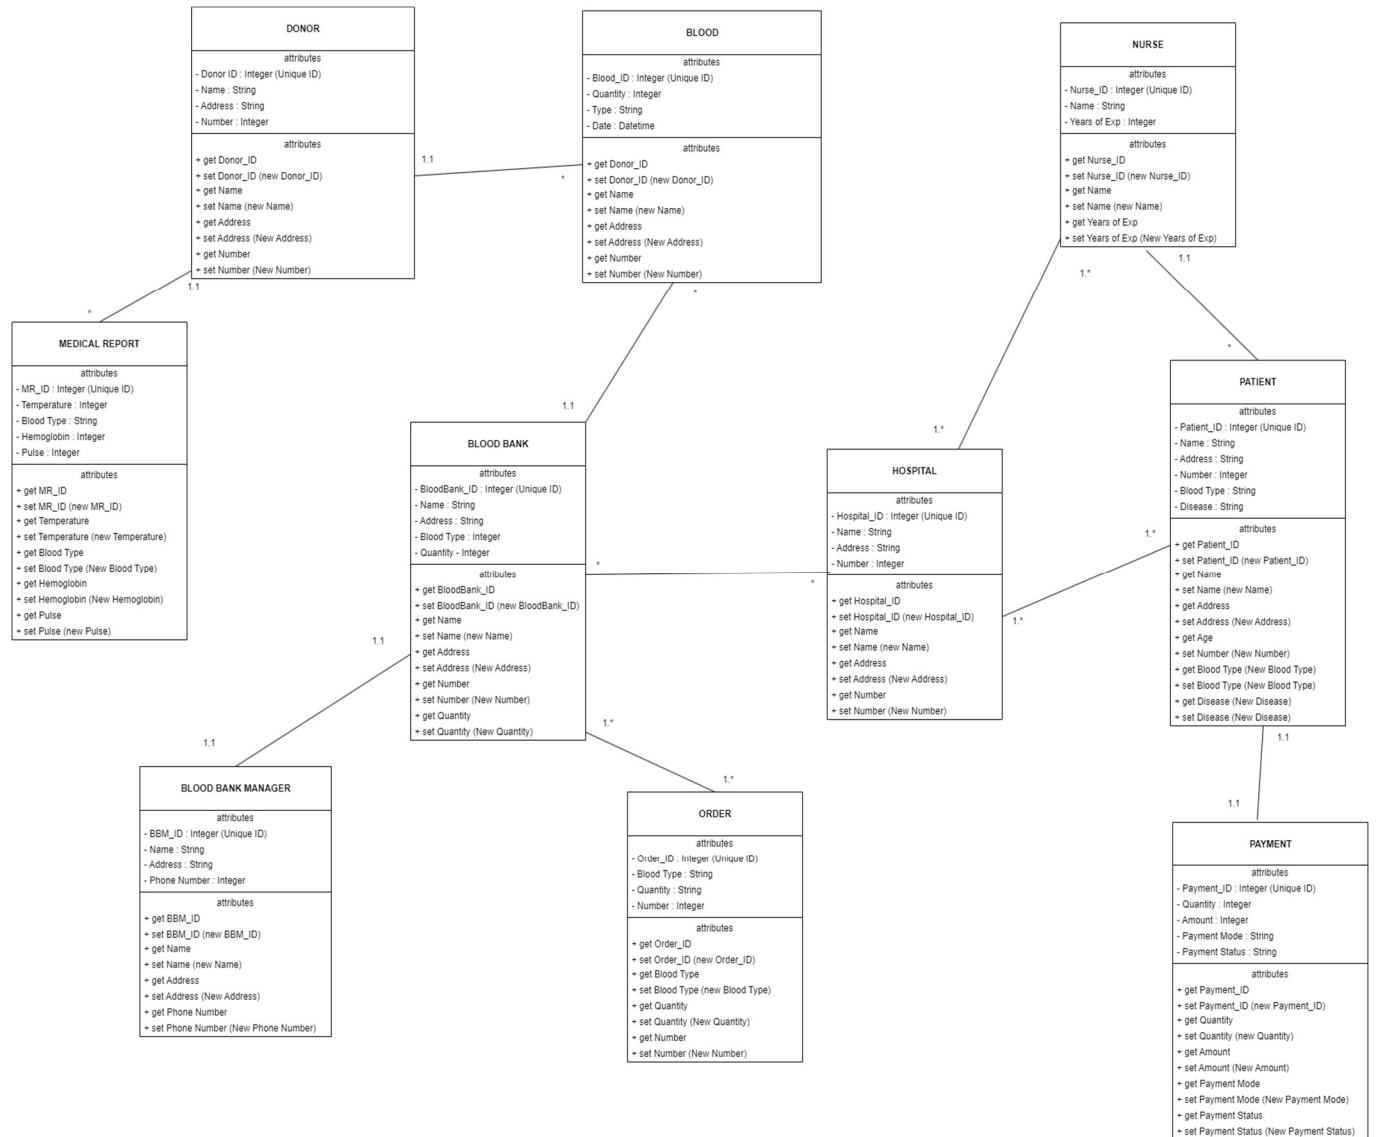 DONOR
attributes
- Donor ID : Integer (Unique ID)
- Name : String
- Address : String
- Number : Integer
attributes
+ get Donor_ID
+ set Donor_ID (new Donor_ID)
+ get Name
+ set Name (new Name)
+ get Address
+ set Address (New Address)
+ get Number
+ set Number (New Number)
1.1
*
1.1
*
BLOOD
attributes
- Blood_ID : Integer (Unique ID)
- Quantity : Integer
- Type : String
- Date : Datetime
attributes
+ get Donor_ID
+ set Donor_ID (new Donor_ID)
+ get Name
+ set Name (new Name)
+ get Address
+ set Address (New Address)
+ get Number
+ set Number (New Number)
*
1.1
NURSE
attributes
- Nurse_ID : Integer (Unique ID)
- Name : String
- Years of Exp : Integer
attributes
+ get Nurse_ID
+ set Nurse_ID (new Nurse_ID)
+ get Name
+ set Name (new Name)
+ get Years of Exp
+ set Years of Exp (New Years of Exp)
1.1
1.*
*
1.*
MEDICAL REPORT
attributes
- MR_ID : Integer (Unique ID)
- Temperature : Integer
- Blood Type : String
- Hemoglobin : Integer
- Pulse : Integer
attributes
+ get MR_ID
+ set MR_ID (new MR_ID)
+ get Temperature
+ set Temperature (new Temperature)
+ get Blood Type
+ set Blood Type (New Blood Type)
+ get Hemoglobin
+ set Hemoglobin (New Hemoglobin)
+ get Pulse
+ set Pulse (new Pulse)
BLOOD BANK
attributes
- BloodBank_ID : Integer (Unique ID)
- Name : String
- Address : String
- Blood Type : Integer
- Quantity - Integer
attributes
+ get BloodBank_ID
+ set BloodBank_ID (new BloodBank_ID)
+ get Name
+ set Name (new Name)
+ get Address
+ set Address (New Address)
+ get Number
+ set Number (New Number)
+ get Quantity
+ set Quantity (New Quantity)
*
*
1.1
1.1
1.*
1.*
HOSPITAL
attributes
- Hospital_ID : Integer (Unique ID)
- Name : String
- Address : String
- Number : Integer
attributes
+ get Hospital_ID
+ set Hospital_ID (new Hospital_ID)
+ get Name
+ set Name (new Name)
+ get Address
+ set Address (New Address)
+ get Number
+ set Number (New Number)
1.*
1.*
PATIENT
attributes
- Patient_ID : Integer (Unique ID)
- Name : String
- Address : String
- Number : Integer
- Blood Type : String
- Disease : String
attributes
+ get Patient_ID
+ set Patient_ID (new Patient_ID)
+ get Name
+ set Name (new Name)
+ get Address
+ set Address (New Address)
+ get Age
+ set Number (New Number)
+ get Blood Type (New Blood Type)
+ set Blood Type (New Blood Type)
+ get Disease (New Disease)
+ set Disease (New Disease)
1.1
1.1
BLOOD BANK MANAGER
attributes
- BBM_ID : Integer (Unique ID)
- Name : String
- Address : String
- Phone Number : Integer
attributes
+ get BBM_ID
+ set BBM_ID (new BBM_ID)
+ get Name
+ set Name (new Name)
+ get Address
+ set Address (New Address)
+ get Phone Number
+ set Phone Number (New Phone Number)
ORDER
attributes
- Order_ID : Integer (Unique ID)
- Blood Type : String
- Quantity : String
- Number : Integer
attributes
+ get Order_ID
+ set Order_ID (new Order_ID)
+ get Blood Type
+ set Blood Type (new Blood Type)
+ get Quantity
+ set Quantity (New Quantity)
+ get Number
+ set Number (New Number)
PAYMENT
attributes
- Payment_ID : Integer (Unique ID)
- Quantity : Integer
- Amount : Integer
- Payment Mode : String
- Payment Status : String
attributes
+ get Payment_ID
+ set Payment_ID (new Payment_ID)
+ get Quantity
+ set Quantity (new Quantity)
+ get Amount
+ set Amount (New Amount)
+ get Payment Mode
+ set Payment Mode (New Payment Mode)
+ get Payment Status
+ set Payment Status (New Payment Status)